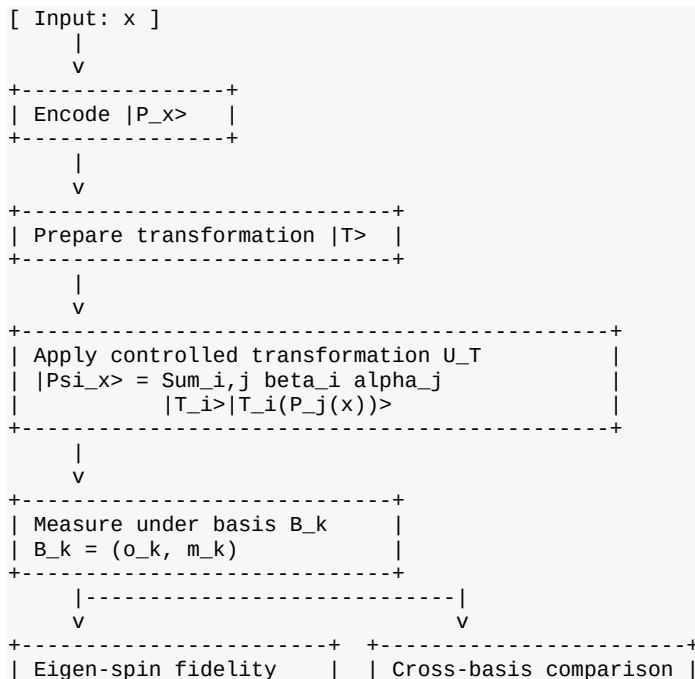 [ Input: x ]
|
v
+----------------+
| Encode |P_x>   |
+----------------+
|
v
+-----------------------------+
| Prepare transformation |T>  |
+-----------------------------+
|
v
+----------------------------------------------+
| Apply controlled transformation U_T          |
| |Psi_x> = Sum_i,j beta_i alpha_j             |
|           |T_i>|T_i(P_j(x))>                 |
+----------------------------------------------+
|
v
+-----------------------------+
| Measure under basis B_k     |
| B_k = (o_k, m_k)            |
+-----------------------------+
|-----------------------------|
v                             v
+------------------------+  +------------------------+
| Eigen-spin fidelity    |  | Cross-basis comparison |